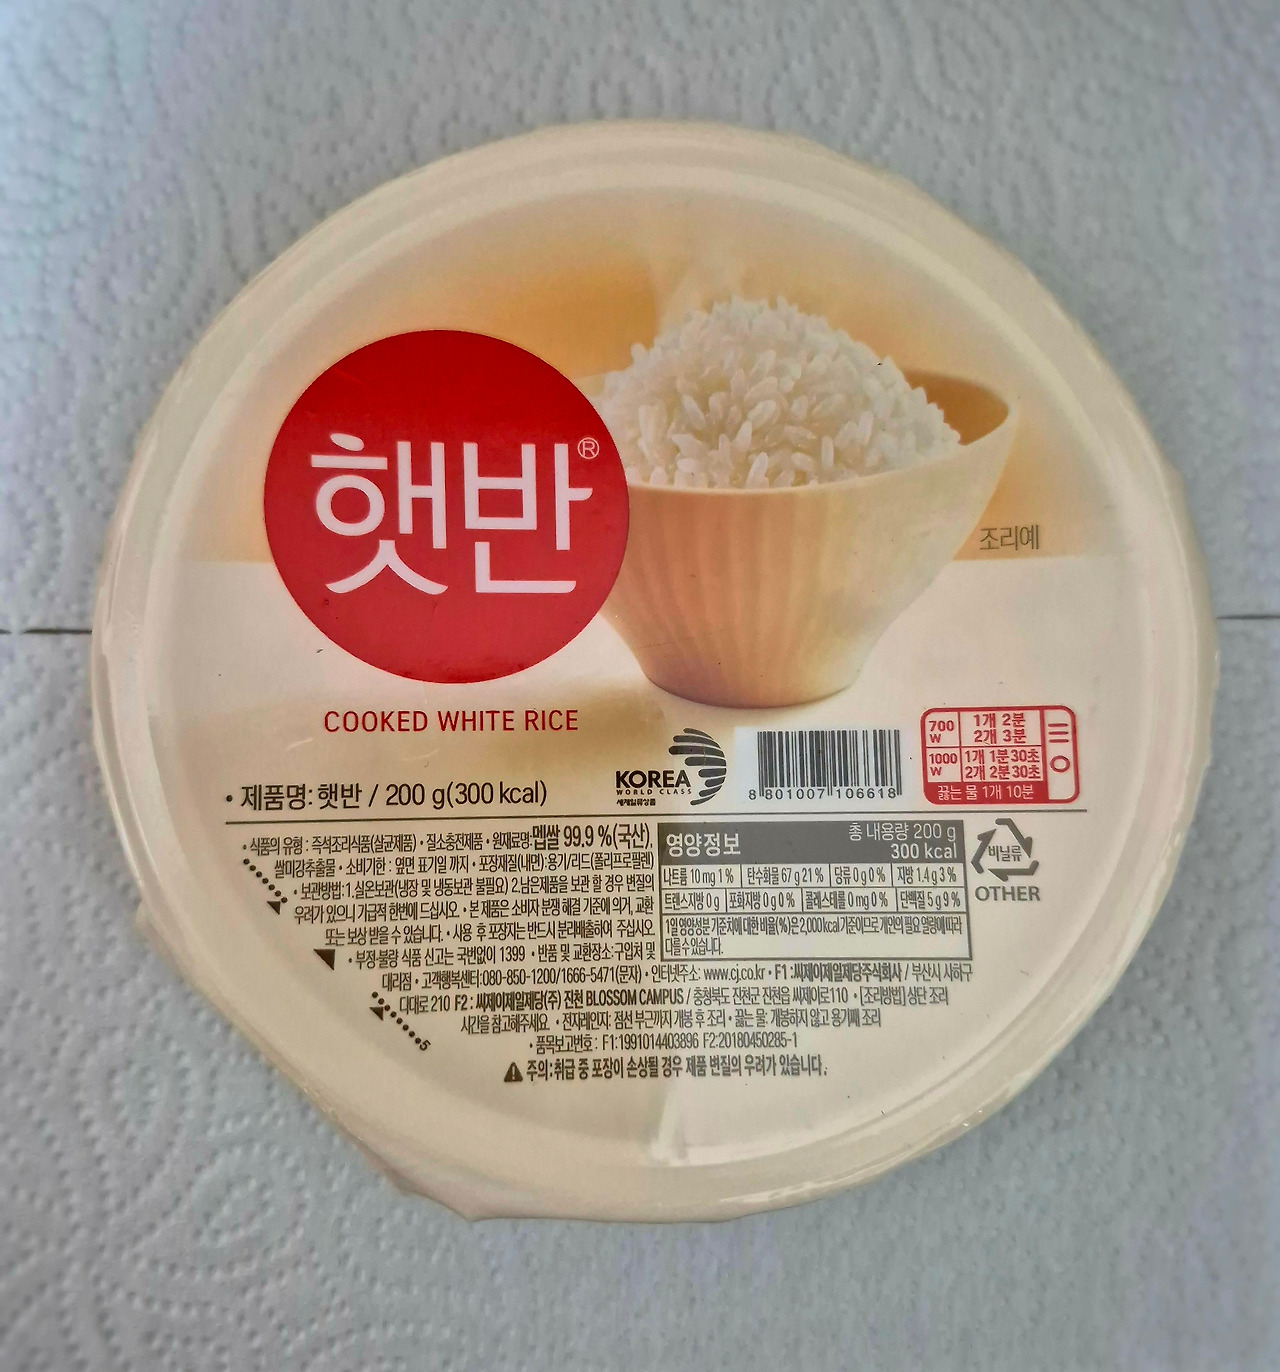 햇반®
조리예
COOKED WHITE RICE
KOREA
WORLD CLASS
세계일류상품
8 801007 106618
700 W 1개 2분
2개 3분
1000 W 1개 1분30초
2개 2분30초
끓는 물 1개 10분
• 제품명: 햇반 / 200 g(300 kcal)
• 식품의 유형 : 즉석조리식품(살균제품) • 질소충전제품 • 원재료명:멥쌀 99.9 %(국산),
쌀미강추출물 • 소비기한 : 옆면 표기일 까지 • 포장재질(내면):용기/리드(폴리프로필렌)
• 보관방법:1.실온보관(냉장 및 냉동보관 불필요) 2.남은제품을 보관 할 경우 변질의
우려가 있으니 가급적 한번에 드십시오. • 본 제품은 소비자 분쟁 해결 기준에 의거, 교환
또는 보상 받을 수 있습니다. • 사용 후 포장지는 반드시 분리배출하여 주십시오.
• 부정·불량 식품 신고는 국번없이 1399 • 반품 및 교환장소:구입처 및
대리점 • 고객행복센터:080-850-1200/1666-5471(문자) • 인터넷주소: www.cj.co.kr • F1 :씨제이제일제당주식회사 / 부산시 사하구
다대로 210 F2 : 씨제이제일제당(주) 진천 BLOSSOM CAMPUS / 충청북도 진천군 진천읍 씨제이로110 • [조리방법] 상단 조리
시간을 참고해주세요. • 전자레인지: 점선 부근까지 개봉 후 조리 • 끓는 물: 개봉하지 않고 용기째 조리
• 품목보고번호 : F1:1991014403896 F2:20180450285-1
주의:취급 중 포장이 손상될 경우 제품 변질의 우려가 있습니다.
5
영양정보 총 내용량 200 g
300 kcal
나트륨 10 mg 1 % 탄수화물 67 g 21 % 당류 0 g 0 % 지방 1.4 g 3 %
트랜스지방 0 g 포화지방 0 g 0 % 콜레스테롤 0 mg 0 % 단백질 5 g 9 %
1일 영양성분 기준치에 대한 비율(%)은 2,000 kcal 기준이므로 개인의 필요 열량에 따라
다를 수 있습니다.
비닐류
OTHER